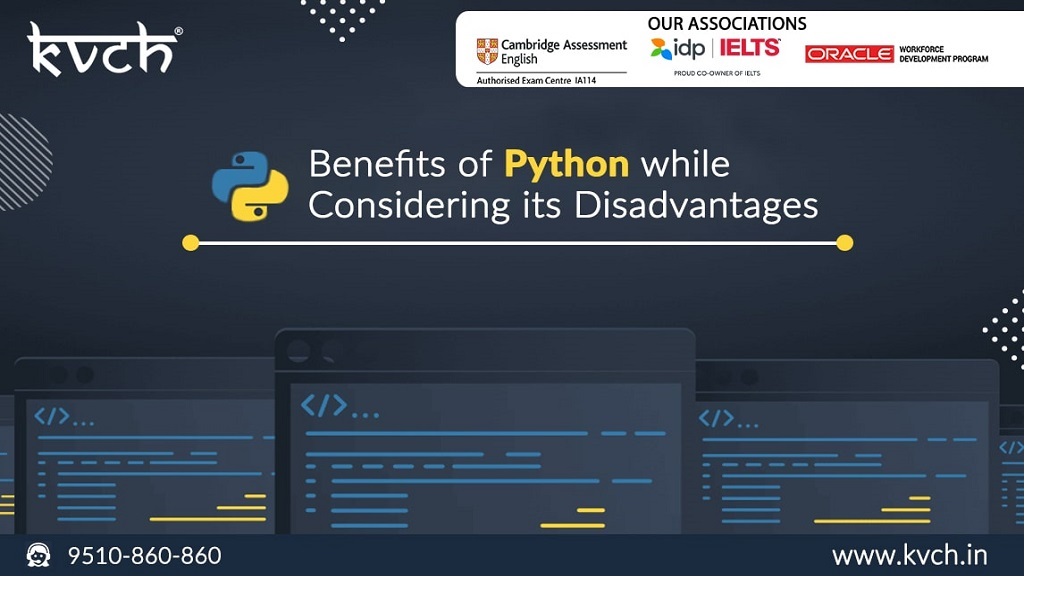 kvch®
OUR ASSOCIATIONS
Cambridge Assessment
English
Authorised Exam Centre IA114
idp | IELTS™
PROUD CO-OWNER OF IELTS
ORACLE
WORKFORCE
DEVELOPMENT PROGRAM
Benefits of Python while
Considering its Disadvantages
</>...
</>...
</>...
</>
9510-860-860
www.kvch.in